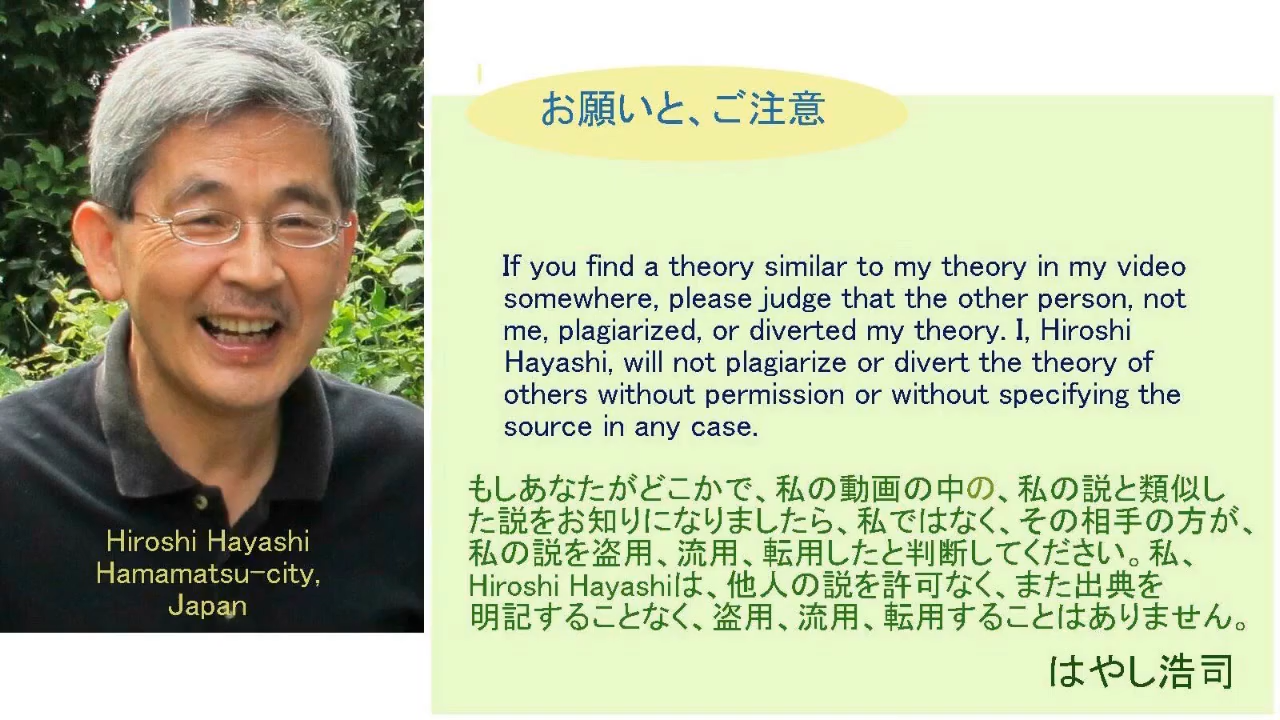 お願いと、ご注意
If you find a theory similar to my theory in my video
somewhere, please judge that the other person, not
me, plagiarized, or diverted my theory. I, Hiroshi
Hayashi, will not plagiarize or divert the theory of
others without permission or without specifying the
source in any case.
もしあなたがどこかで、私の動画の中の、私の説と類似し
た説をお知りになりましたら、私ではなく、その相手の方が、
私の説を盗用、流用、転用したと判断してください。私、
Hiroshi Hayashiは、他人の説を許可なく、また出典を
明記することなく、盗用、流用、転用することはありません。
はやし浩司
Hiroshi Hayashi
Hamamatsu-city,
Japan